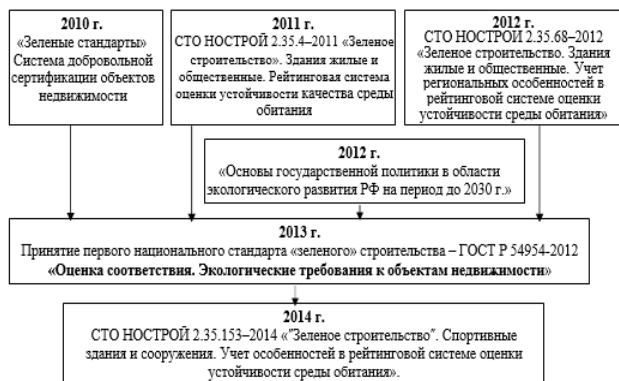 2010 г.
«Зеленые стандарты»
Система добровольной
сертификации объектов
недвижимости
2011 г.
СТО НОСТРОЙ 2.35.4–2011 «Зеленое
строительство». Здания жилые и
общественные. Рейтинговая система
оценки устойчивости качества среды
обитания
2012 г.
СТО НОСТРОЙ 2.35.68–2012
«Зеленое строительство. Здания
жилые и общественные. Учет
региональных особенностей в
рейтинговой системе оценки
устойчивости среды обитания»
2012 г.
«Основы государственной политики в области
экологического развития РФ на период до 2030 г.»
2013 г.
Принятие первого национального стандарта «зеленого» строительства – ГОСТ Р 54954-2012
«Оценка соответствия. Экологические требования к объектам недвижимости»
2014 г.
СТО НОСТРОЙ 2.35.153–2014 «"Зеленое строительство". Спортивные
здания и сооружения. Учет особенностей в рейтинговой системе оценки
устойчивости среды обитания».